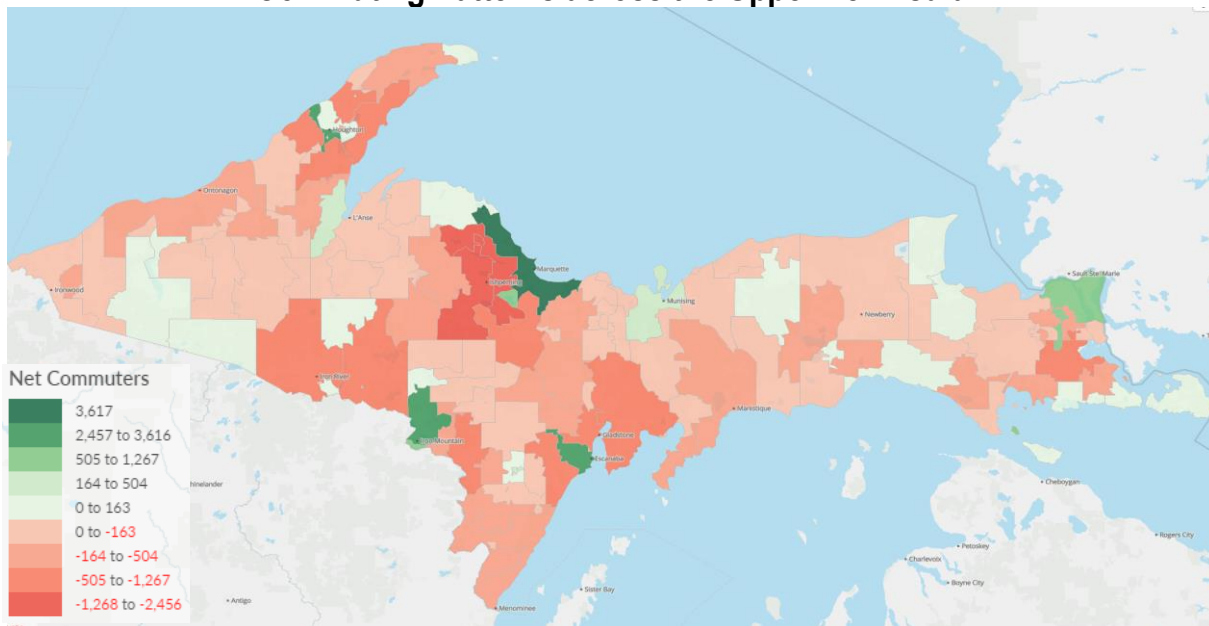 Houghton
Ontonagon
L'Anse
Ironwood
Marquette
Ishpeming
Munising
Newberry
Sault Ste. Marie
Iron River
Iron Mountain
Gladstone
Escanaba
Manistique
Menominee
Sister Bay
Antigo
hinelander
Cheboygan
Rogers City
Petoskey
Charlevoix
Boyne City
Net Commuters
3,617
2,457 to 3,616
505 to 1,267
164 to 504
0 to 163
0 to -163
-164 to -504
-505 to -1,267
-1,268 to -2,456